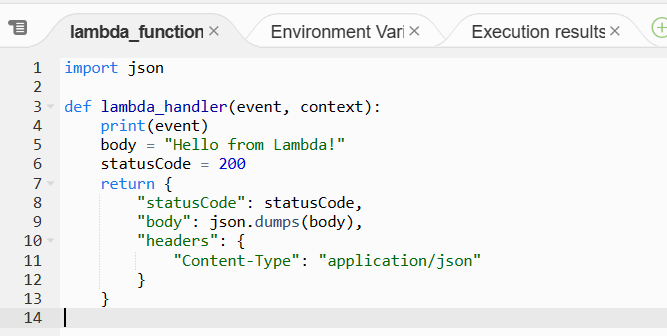 lambda_function × Environment Vari × Execution results ×
1 import json
2
3 def lambda_handler(event, context):
4     print(event)
5     body = "Hello from Lambda!"
6     statusCode = 200
7     return {
8         "statusCode": statusCode,
9         "body": json.dumps(body),
10         "headers": {
11             "Content-Type": "application/json"
12         }
13     }
14